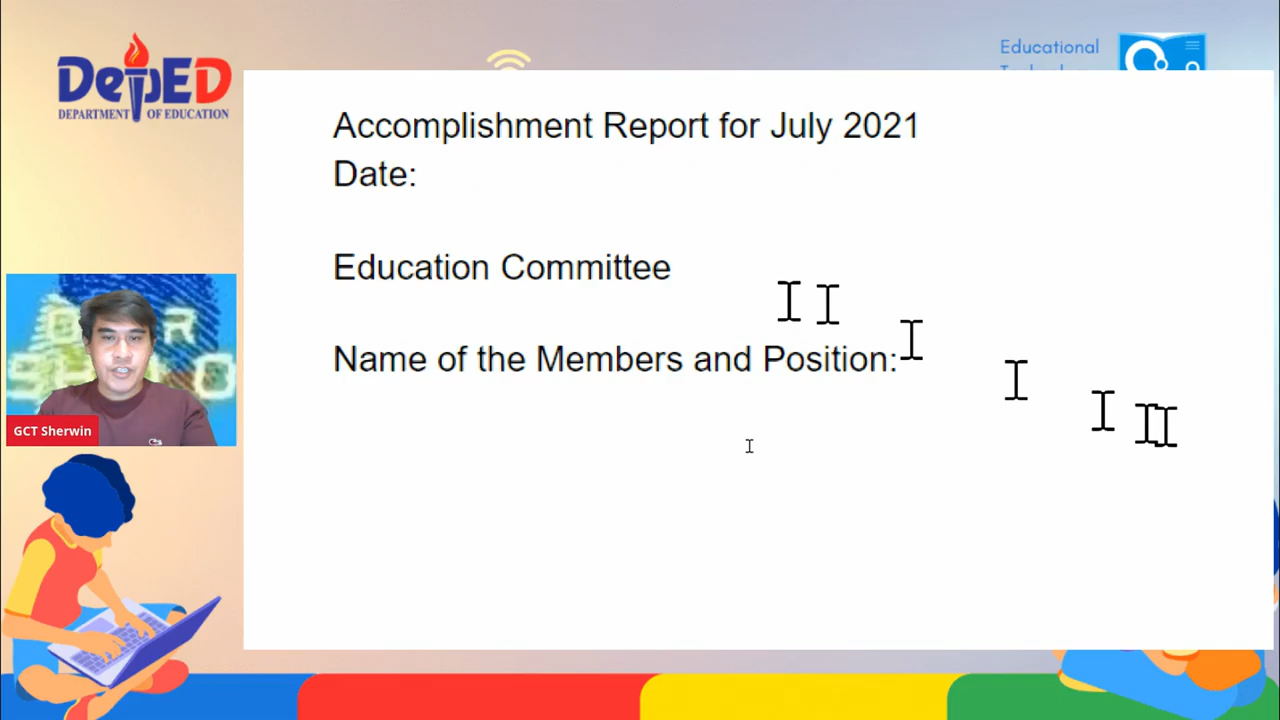 DepED
DEPARTMENT OF EDUCATION
Educational
Accomplishment Report for July 2021
Date:
Education Committee
Name of the Members and Position:
GCT Sherwin